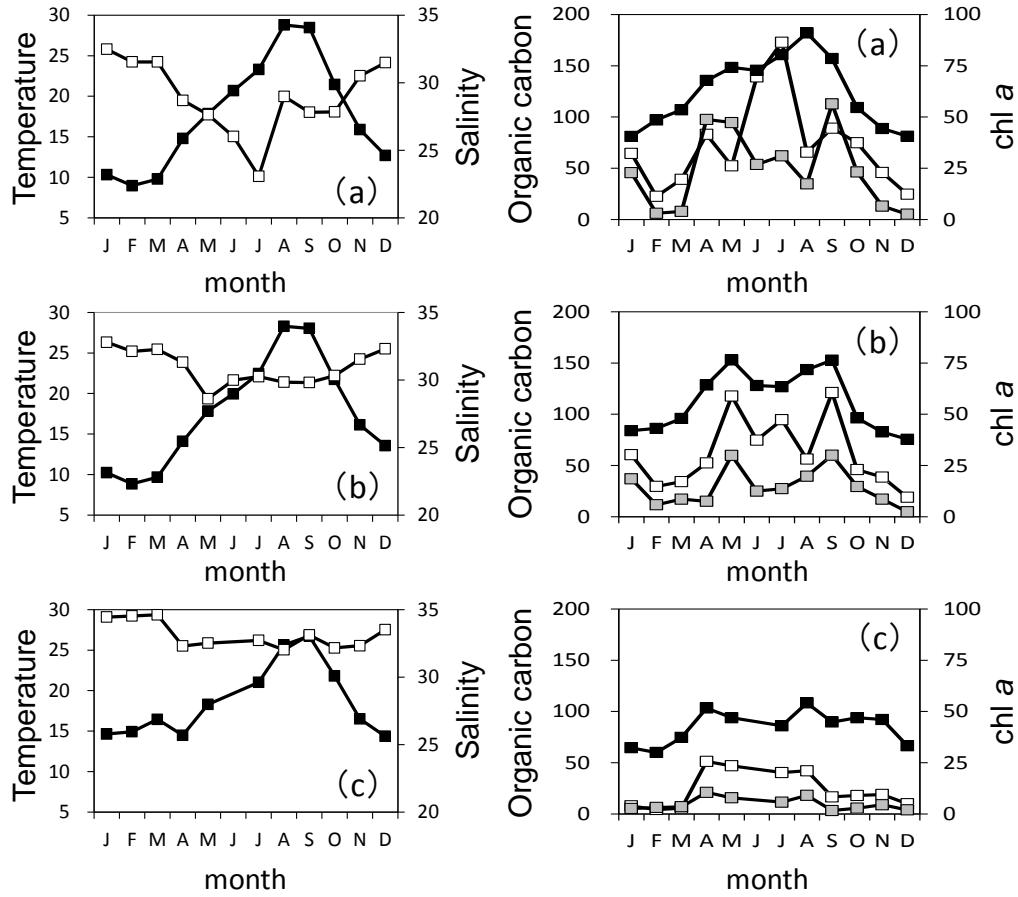 30 35 200 100
25 150 75
20 30 100 50
15 25 50 25
10
5 20 0 0
Temperature Salinity (a) Organic carbon chl a (a)
J F M A M J J A S O N D J F M A M J J A S O N D
month month
30 35 200 100
25 150 75
20 30 100 50
15 25 50 25
10
5 20 0 0
Temperature Salinity (b) Organic carbon chl a (b)
J F M A M J J A S O N D J F M A M J J A S O N D
month month
30 35 200 100
25 150 75
20 30 100 50
15 25 50 25
10
5 20 0 0
Temperature Salinity (c) Organic carbon chl a (c)
J F M A M J J A S O N D J F M A M J J A S O N D
month month